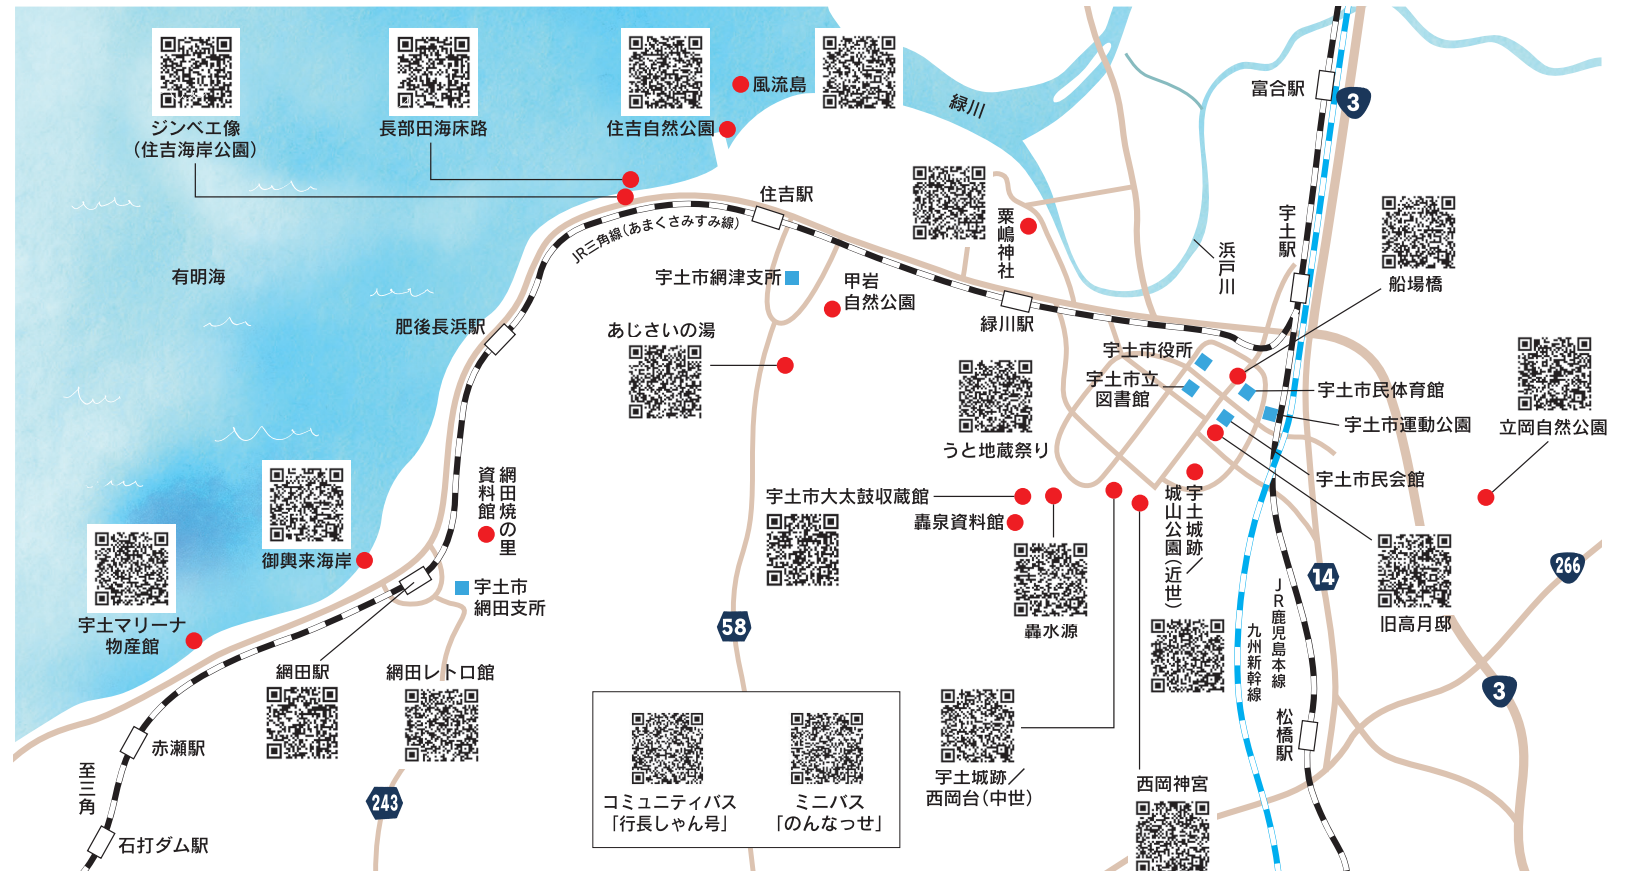 ジンベエ像
（住吉海岸公園）
長部田海床路
住吉自然公園
風流島
緑川
富合駅
3
住吉駅
JR三角線（あまくさみすみ線）
粟嶋神社
宇土駅
浜戸川
船場橋
有明海
宇土市網津支所
甲岩
自然公園
緑川駅
肥後長浜駅
あじさいの湯
宇土市役所
宇土市立
図書館
宇土市民体育館
宇土市運動公園
立岡自然公園
うと地蔵祭り
宇土市民会館
網田焼の里
資料館
宇土市大太鼓収蔵館
轟泉資料館
宇土城跡／
城山公園（近世）
御輿来海岸
宇土市
網田支所
宇土マリーナ
物産館
58
轟水源
JR鹿児島本線
九州新幹線
14
旧高月邸
266
網田駅
網田レトロ館
3
松橋駅
赤瀬駅
至三角
243
石打ダム駅
コミュニティバス
「行長しゃん号」
ミニバス
「のんなっせ」
宇土城跡／
西岡台（中世）
西岡神宮